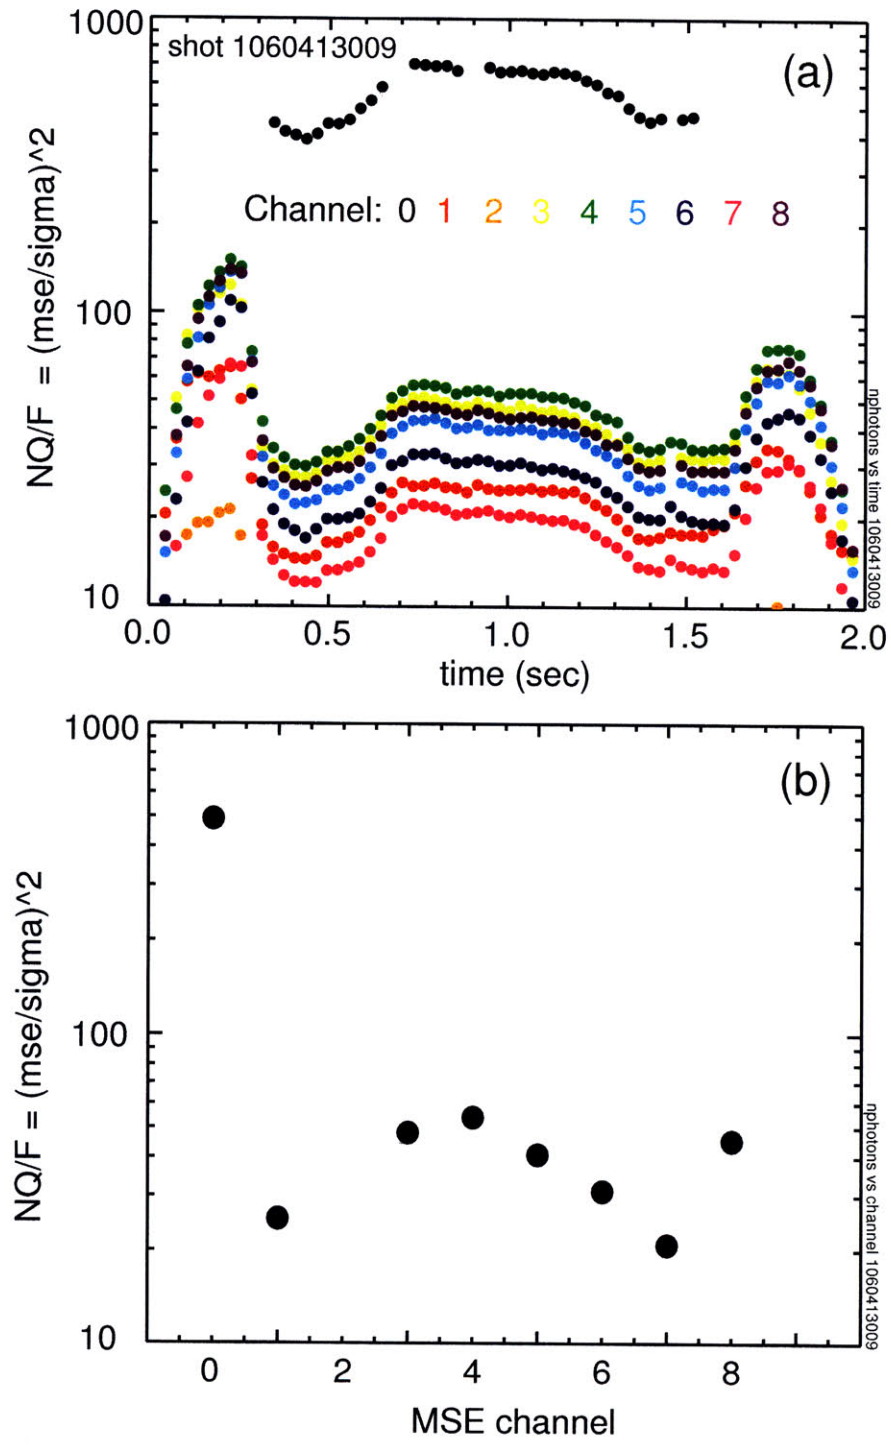 1000
shot 1060413009
(a)
NQ/F = (mse/sigma)^2
Channel: 0 1 2 3 4 5 6 7 8
100
10
0.0 0.5 1.0 1.5 2.0
time (sec)
nphotons vs time 1060413009
1000
(b)
NQ/F = (mse/sigma)^2
100
10
0 2 4 6 8
MSE channel
nphotons vs channel 1060413009